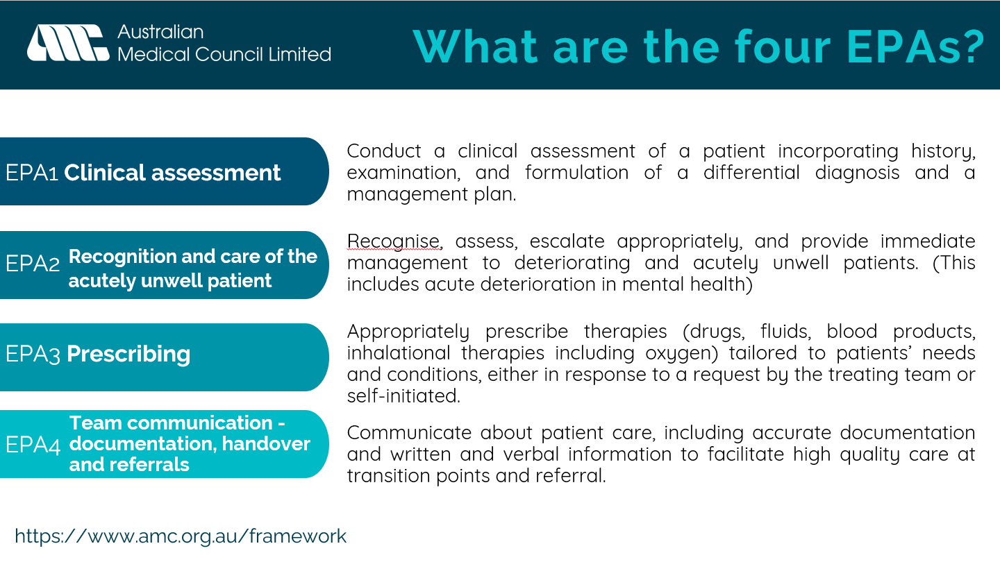 AMC
Australian
Medical Council Limited
What are the four EPAs?
EPA1 Clinical assessment
Conduct a clinical assessment of a patient incorporating history,
examination, and formulation of a differential diagnosis and a
management plan.
EPA2 Recognition and care of the
acutely unwell patient
Recognise, assess, escalate appropriately, and provide immediate
management to deteriorating and acutely unwell patients. (This
includes acute deterioration in mental health)
EPA3 Prescribing
Appropriately prescribe therapies (drugs, fluids, blood products,
inhalational therapies including oxygen) tailored to patients’ needs
and conditions, either in response to a request by the treating team or
self-initiated.
EPA4 Team communication -
documentation, handover
and referrals
Communicate about patient care, including accurate documentation
and written and verbal information to facilitate high quality care at
transition points and referral.
https://www.amc.org.au/framework